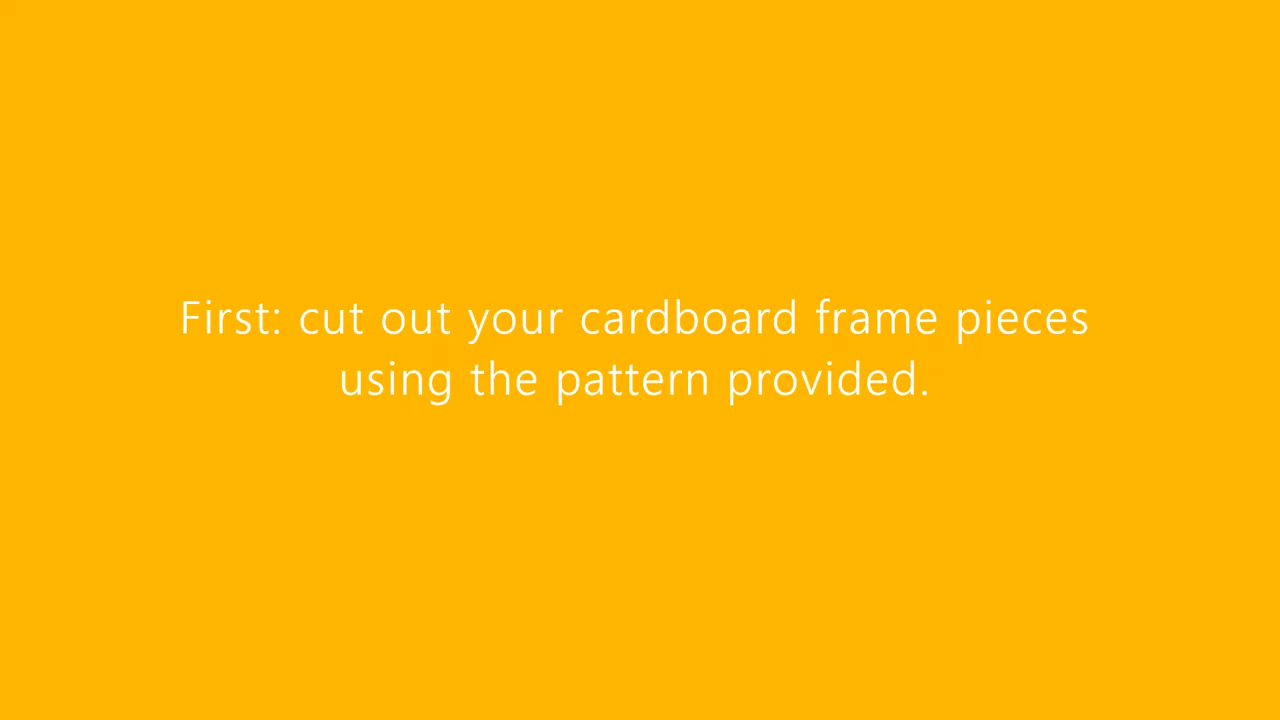 First: cut out your cardboard frame pieces
using the pattern provided.